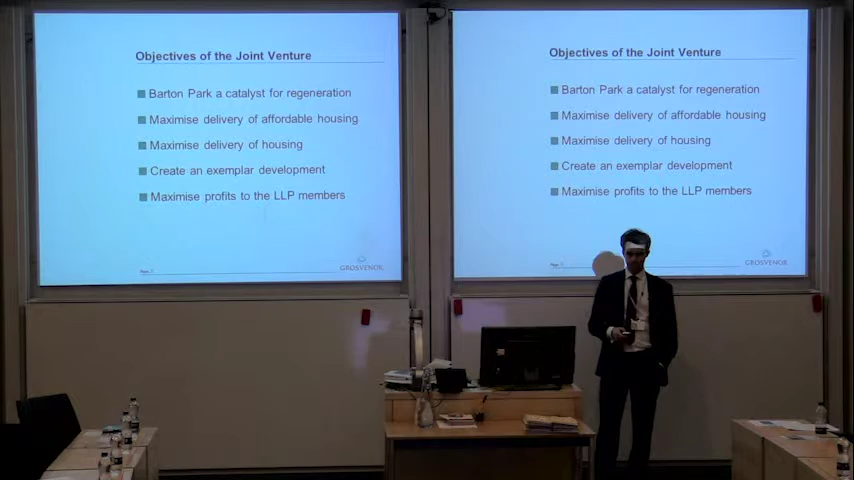 Objectives of the Joint Venture
Barton Park a catalyst for regeneration
Maximise delivery of affordable housing
Maximise delivery of housing
Create an exemplar development
Maximise profits to the LLP members
GROSVENOR
Objectives of the Joint Venture
Barton Park a catalyst for regeneration
Maximise delivery of affordable housing
Maximise delivery of housing
Create an exemplar development
Maximise profits to the LLP members
GROSVENOR